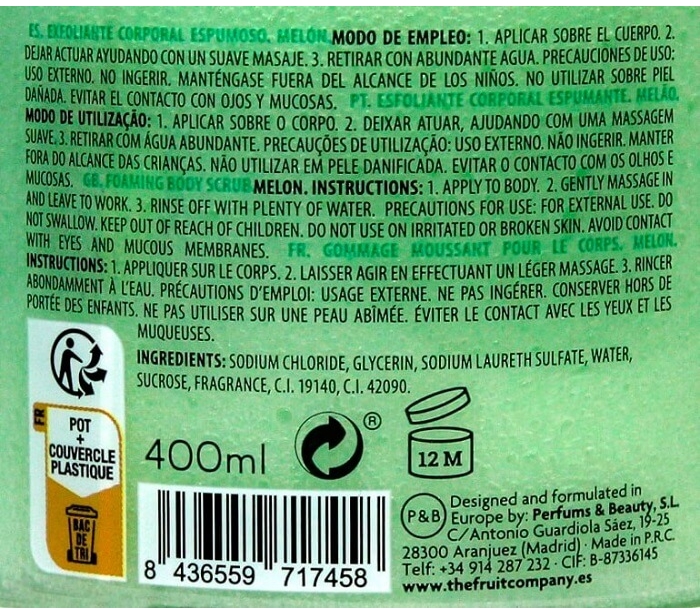 ES. EXFOLIANTE CORPORAL ESPUMOSO. MELÓN. MODO DE EMPLEO: 1. APLICAR SOBRE EL CUERPO. 2.
DEJAR ACTUAR AYUDANDO CON UN SUAVE MASAJE. 3. RETIRAR CON ABUNDANTE AGUA. PRECAUCIONES DE USO:
USO EXTERNO. NO INGERIR. MANTÉNGASE FUERA DEL ALCANCE DE LOS NIÑOS. NO UTILIZAR SOBRE PIEL
DAÑADA. EVITAR EL CONTACTO CON OJOS Y MUCOSAS. PT. ESFOLIANTE CORPORAL ESPUMANTE. MELÃO.
MODO DE UTILIZAÇÃO: 1. APLICAR SOBRE O CORPO. 2. DEIXAR ATUAR, AJUDANDO COM UMA MASSAGEM
SUAVE, 3. RETIRAR COM ÁGUA ABUNDANTE. PRECAUÇÕES DE UTILIZAÇÃO: USO EXTERNO. NÃO INGERIR. MANTER
FORA DO ALCANCE DAS CRIANÇAS. NÃO UTILIZAR EM PELE DANIFICADA. EVITAR O CONTACTO COM OS OLHOS E
MUCOSAS. GB. FOAMING BODY SCRUB MELON. INSTRUCTIONS: 1. APPLY TO BODY. 2. GENTLY MASSAGE IN
AND LEAVE TO WORK. 3. RINSE OFF WITH PLENTY OF WATER. PRECAUTIONS FOR USE: FOR EXTERNAL USE. DO
NOT SWALLOW. KEEP OUT OF REACH OF CHILDREN. DO NOT USE ON IRRITATED OR BROKEN SKIN. AVOID CONTACT
WITH EYES AND MUCOUS MEMBRANES. FR. GOMMAGE MOUSSANT POUR LE CORPS. MELON.
INSTRUCTIONS: 1. APPLIQUER SUR LE CORPS. 2. LAISSER AGIR EN EFFECTUANT UN LÉGER MASSAGE. 3. RINCER
ABONDAMMENT À L'EAU. PRÉCAUTIONS D'EMPLOI: USAGE EXTERNE. NE PAS INGÉRER. CONSERVER HORS DE
PORTÉE DES ENFANTS. NE PAS UTILISER SUR UNE PEAU ABÎMÉE. ÉVITER LE CONTACT AVEC LES YEUX ET LES
MUQUEUSES.
INGREDIENTS: SODIUM CHLORIDE, GLYCERIN, SODIUM LAURETH SULFATE, WATER,
SUCROSE, FRAGRANCE, C.I. 19140, C.I. 42090.
FR
POT
+
COUVERCLE
PLASTIQUE
BAC
DE
TRI
400ml
®
12 M
8 436559 717458
P&B
Designed and formulated in
Europe by: Perfums & Beauty, S.L.
C/Antonio Guardiola Sáez, 19-25
28300 Aranjuez (Madrid) · Made in P.R.C.
Telf: +34 914 287 232 · CIF: B-87336145
www.thefruitcompany.es